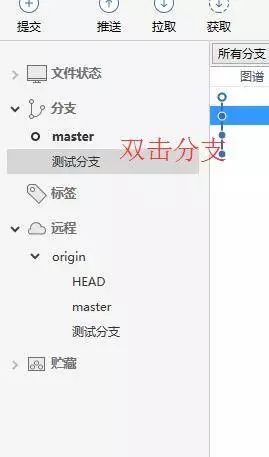 提交 推送 拉取 获取
所有分支
图谱
文件状态
分支
master
测试分支
双击分支
标签
远程
origin
HEAD
master
测试分支
贮藏